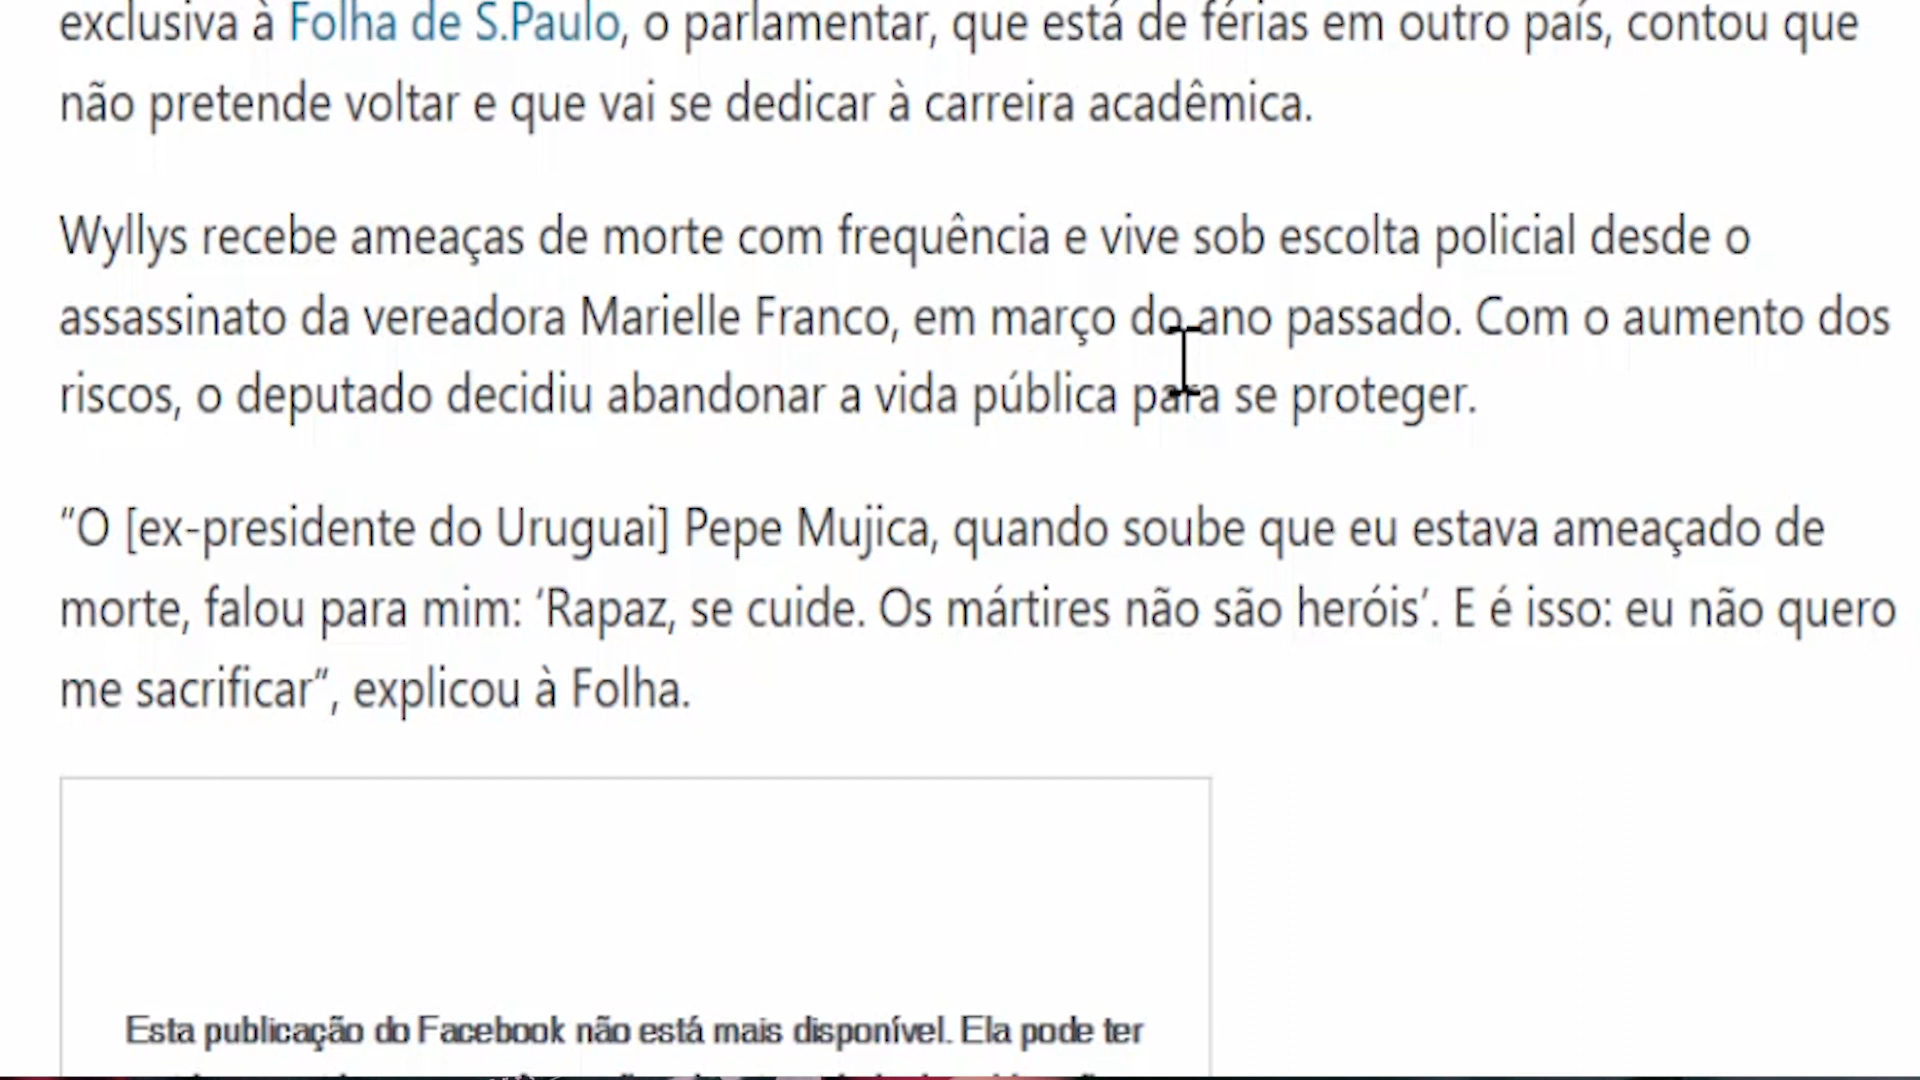 exclusiva à Folha de S.Paulo, o parlamentar, que está de férias em outro país, contou que
não pretende voltar e que vai se dedicar à carreira acadêmica.
Wyllys recebe ameaças de morte com frequência e vive sob escolta policial desde o
assassinato da vereadora Marielle Franco, em março do ano passado. Com o aumento dos
riscos, o deputado decidiu abandonar a vida pública para se proteger.
“O [ex-presidente do Uruguai] Pepe Mujica, quando soube que eu estava ameaçado de
morte, falou para mim: ‘Rapaz, se cuide. Os mártires não são heróis’. E é isso: eu não quero
me sacrificar”, explicou à Folha.
Esta publicação do Facebook não está mais disponível. Ela pode ter